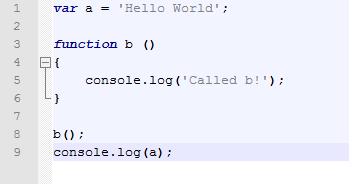 1 var a = 'Hello World';
2
3 function b ()
4 {
5     console.log('Called b!');
6 }
7
8 b();
9 console.log(a);